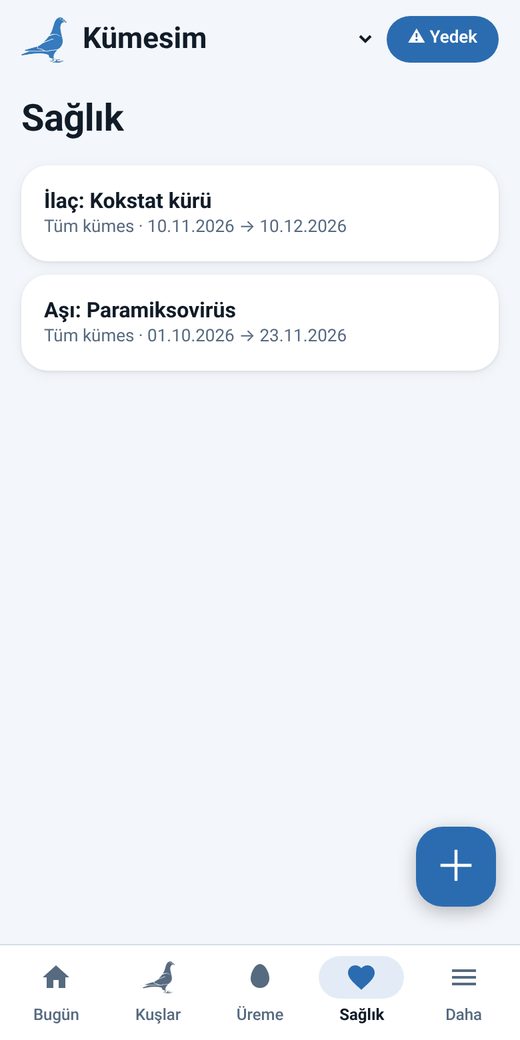 Kümesim
Yedek
Sağlık
İlaç: Kokstat kürü
Tüm kümes · 10.11.2026 → 10.12.2026
Aşı: Paramiksovirüs
Tüm kümes · 01.10.2026 → 23.11.2026
Bugün
Kuşlar
Üreme
Sağlık
Daha